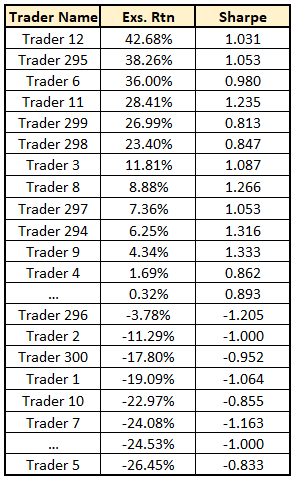 Trader Name Exs. Rtn Sharpe
Trader 12 42.68% 1.031
Trader 295 38.26% 1.053
Trader 6 36.00% 0.980
Trader 11 28.41% 1.235
Trader 299 26.99% 0.813
Trader 298 23.40% 0.847
Trader 3 11.81% 1.087
Trader 8 8.88% 1.266
Trader 297 7.36% 1.053
Trader 294 6.25% 1.316
Trader 9 4.34% 1.333
Trader 4 1.69% 0.862
... 0.32% 0.893
Trader 296 -3.78% -1.205
Trader 2 -11.29% -1.000
Trader 300 -17.80% -0.952
Trader 1 -19.09% -1.064
Trader 10 -22.97% -0.855
Trader 7 -24.08% -1.163
... -24.53% -1.000
Trader 5 -26.45% -0.833